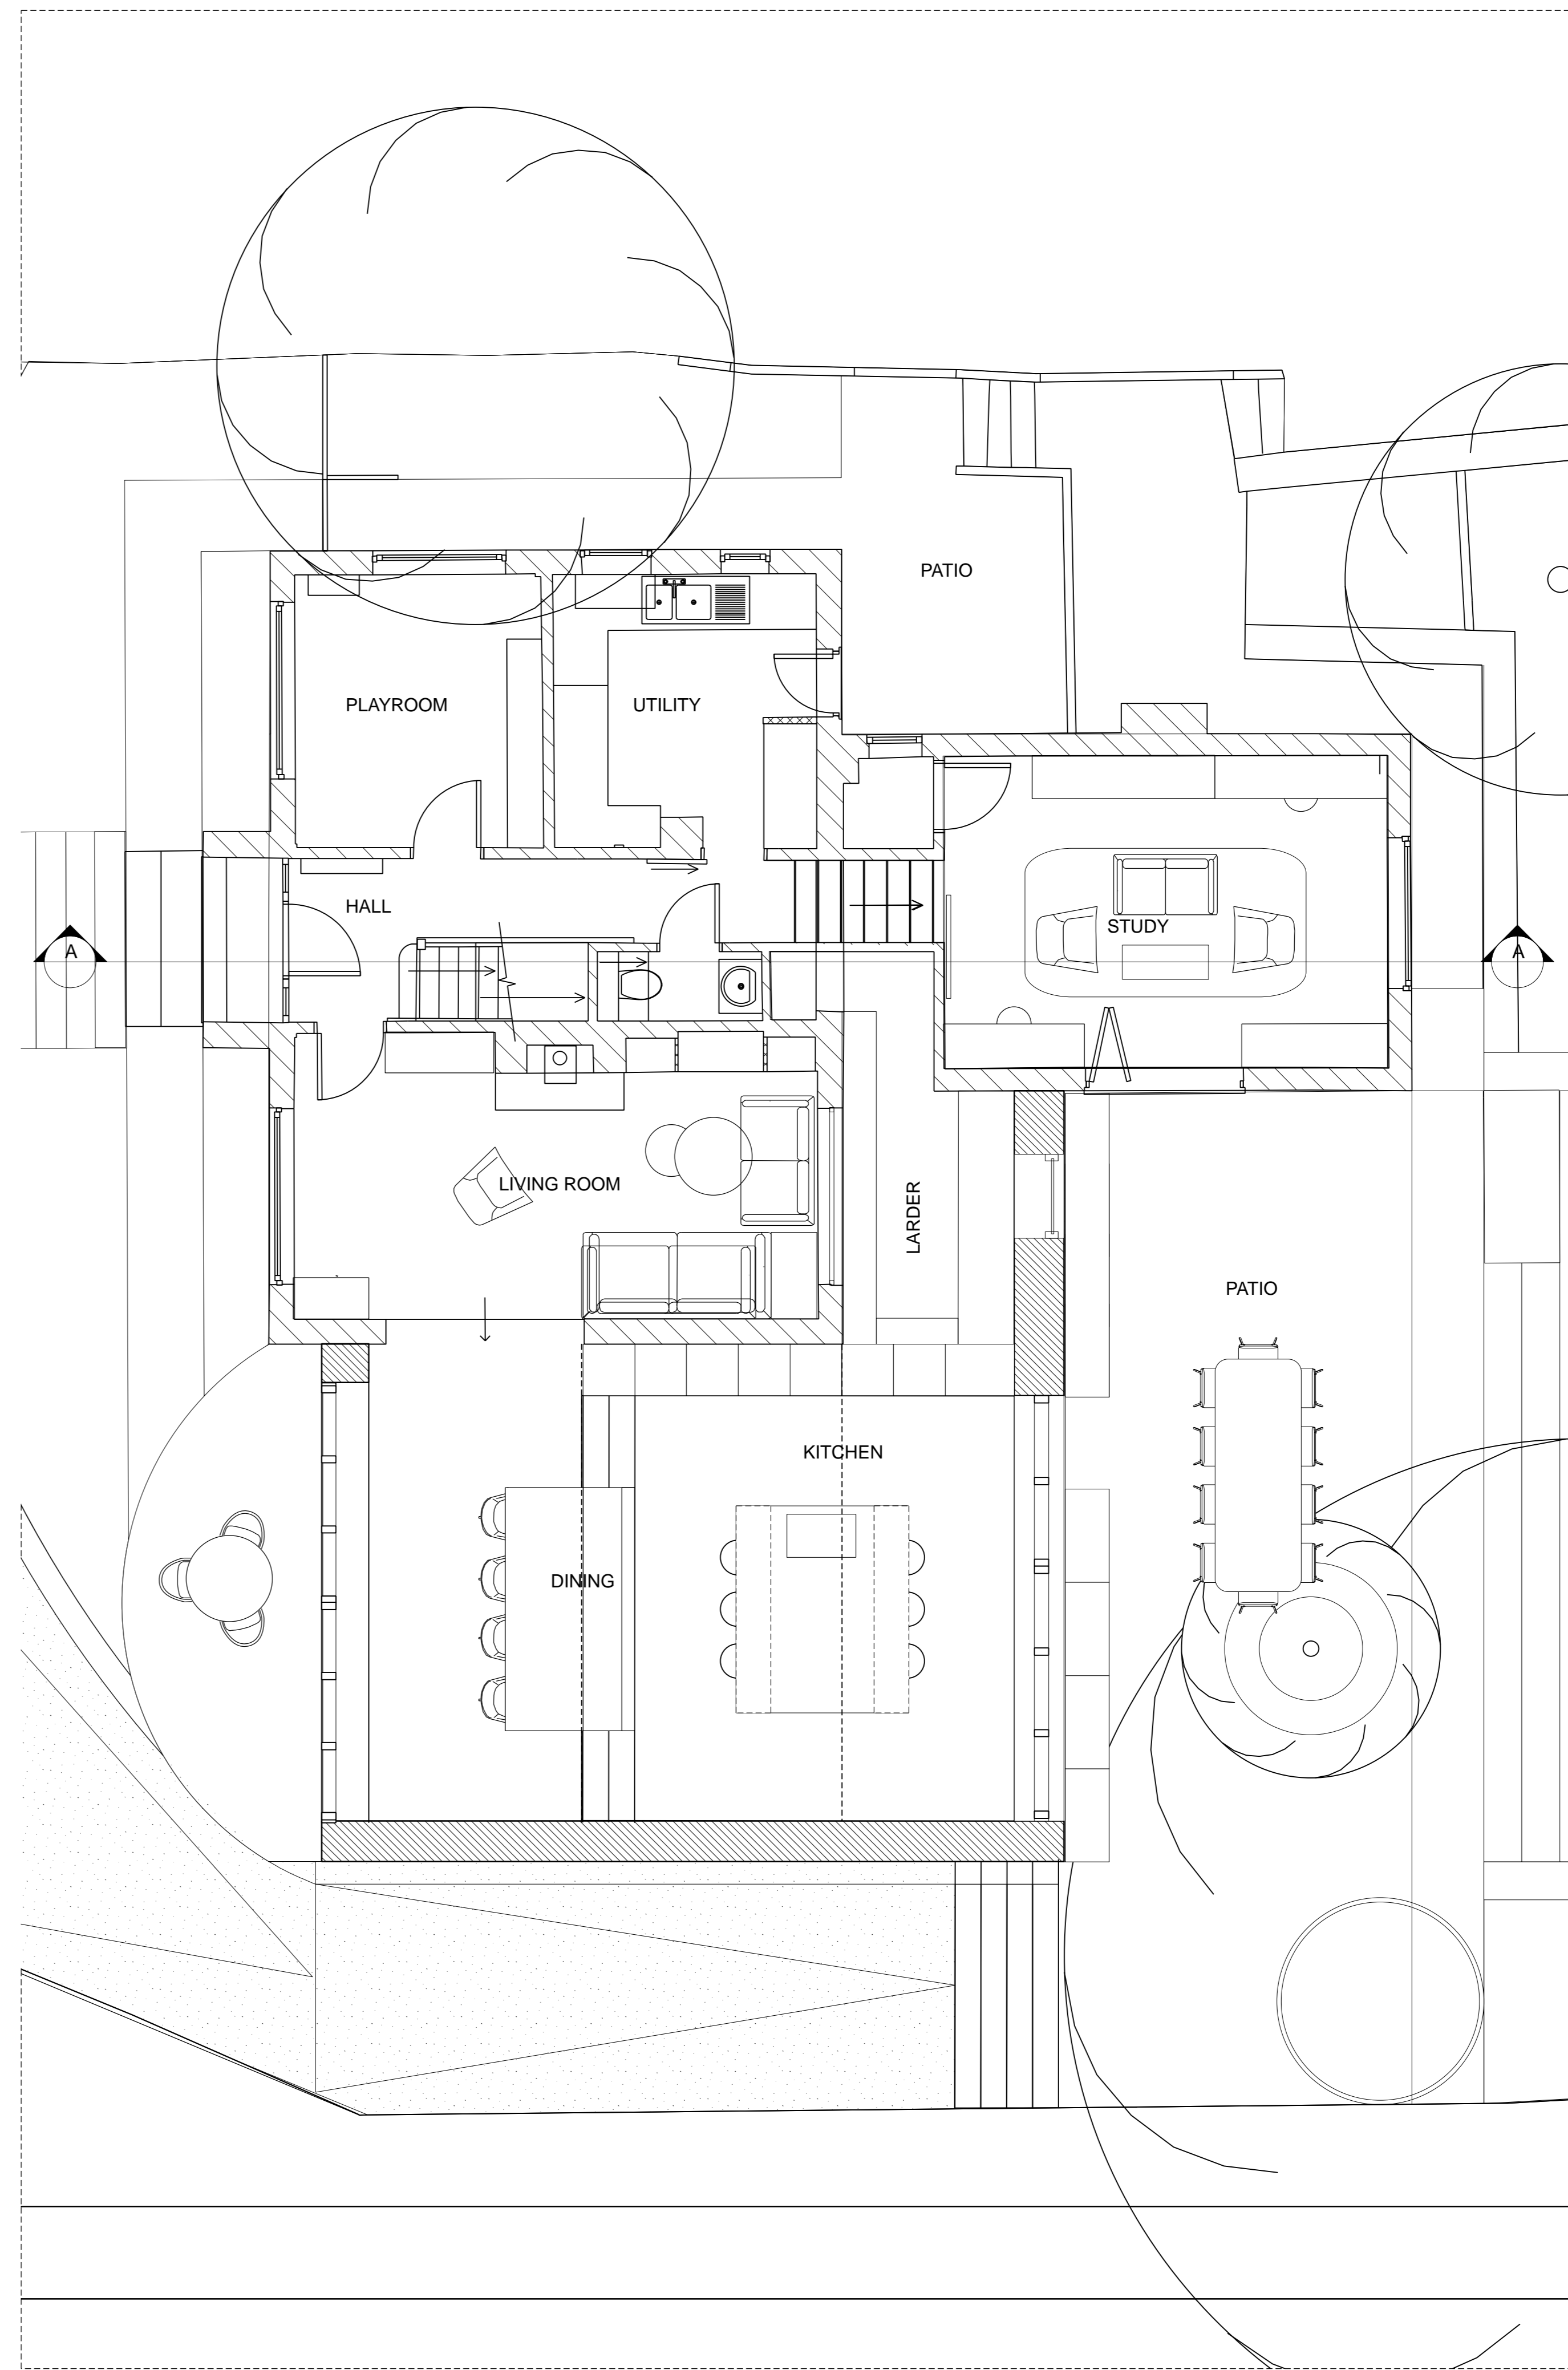 PATIO
PLAYROOM
UTILITY
HALL
STUDY
A
A
LIVING ROOM
LARDER
PATIO
KITCHEN
DINING